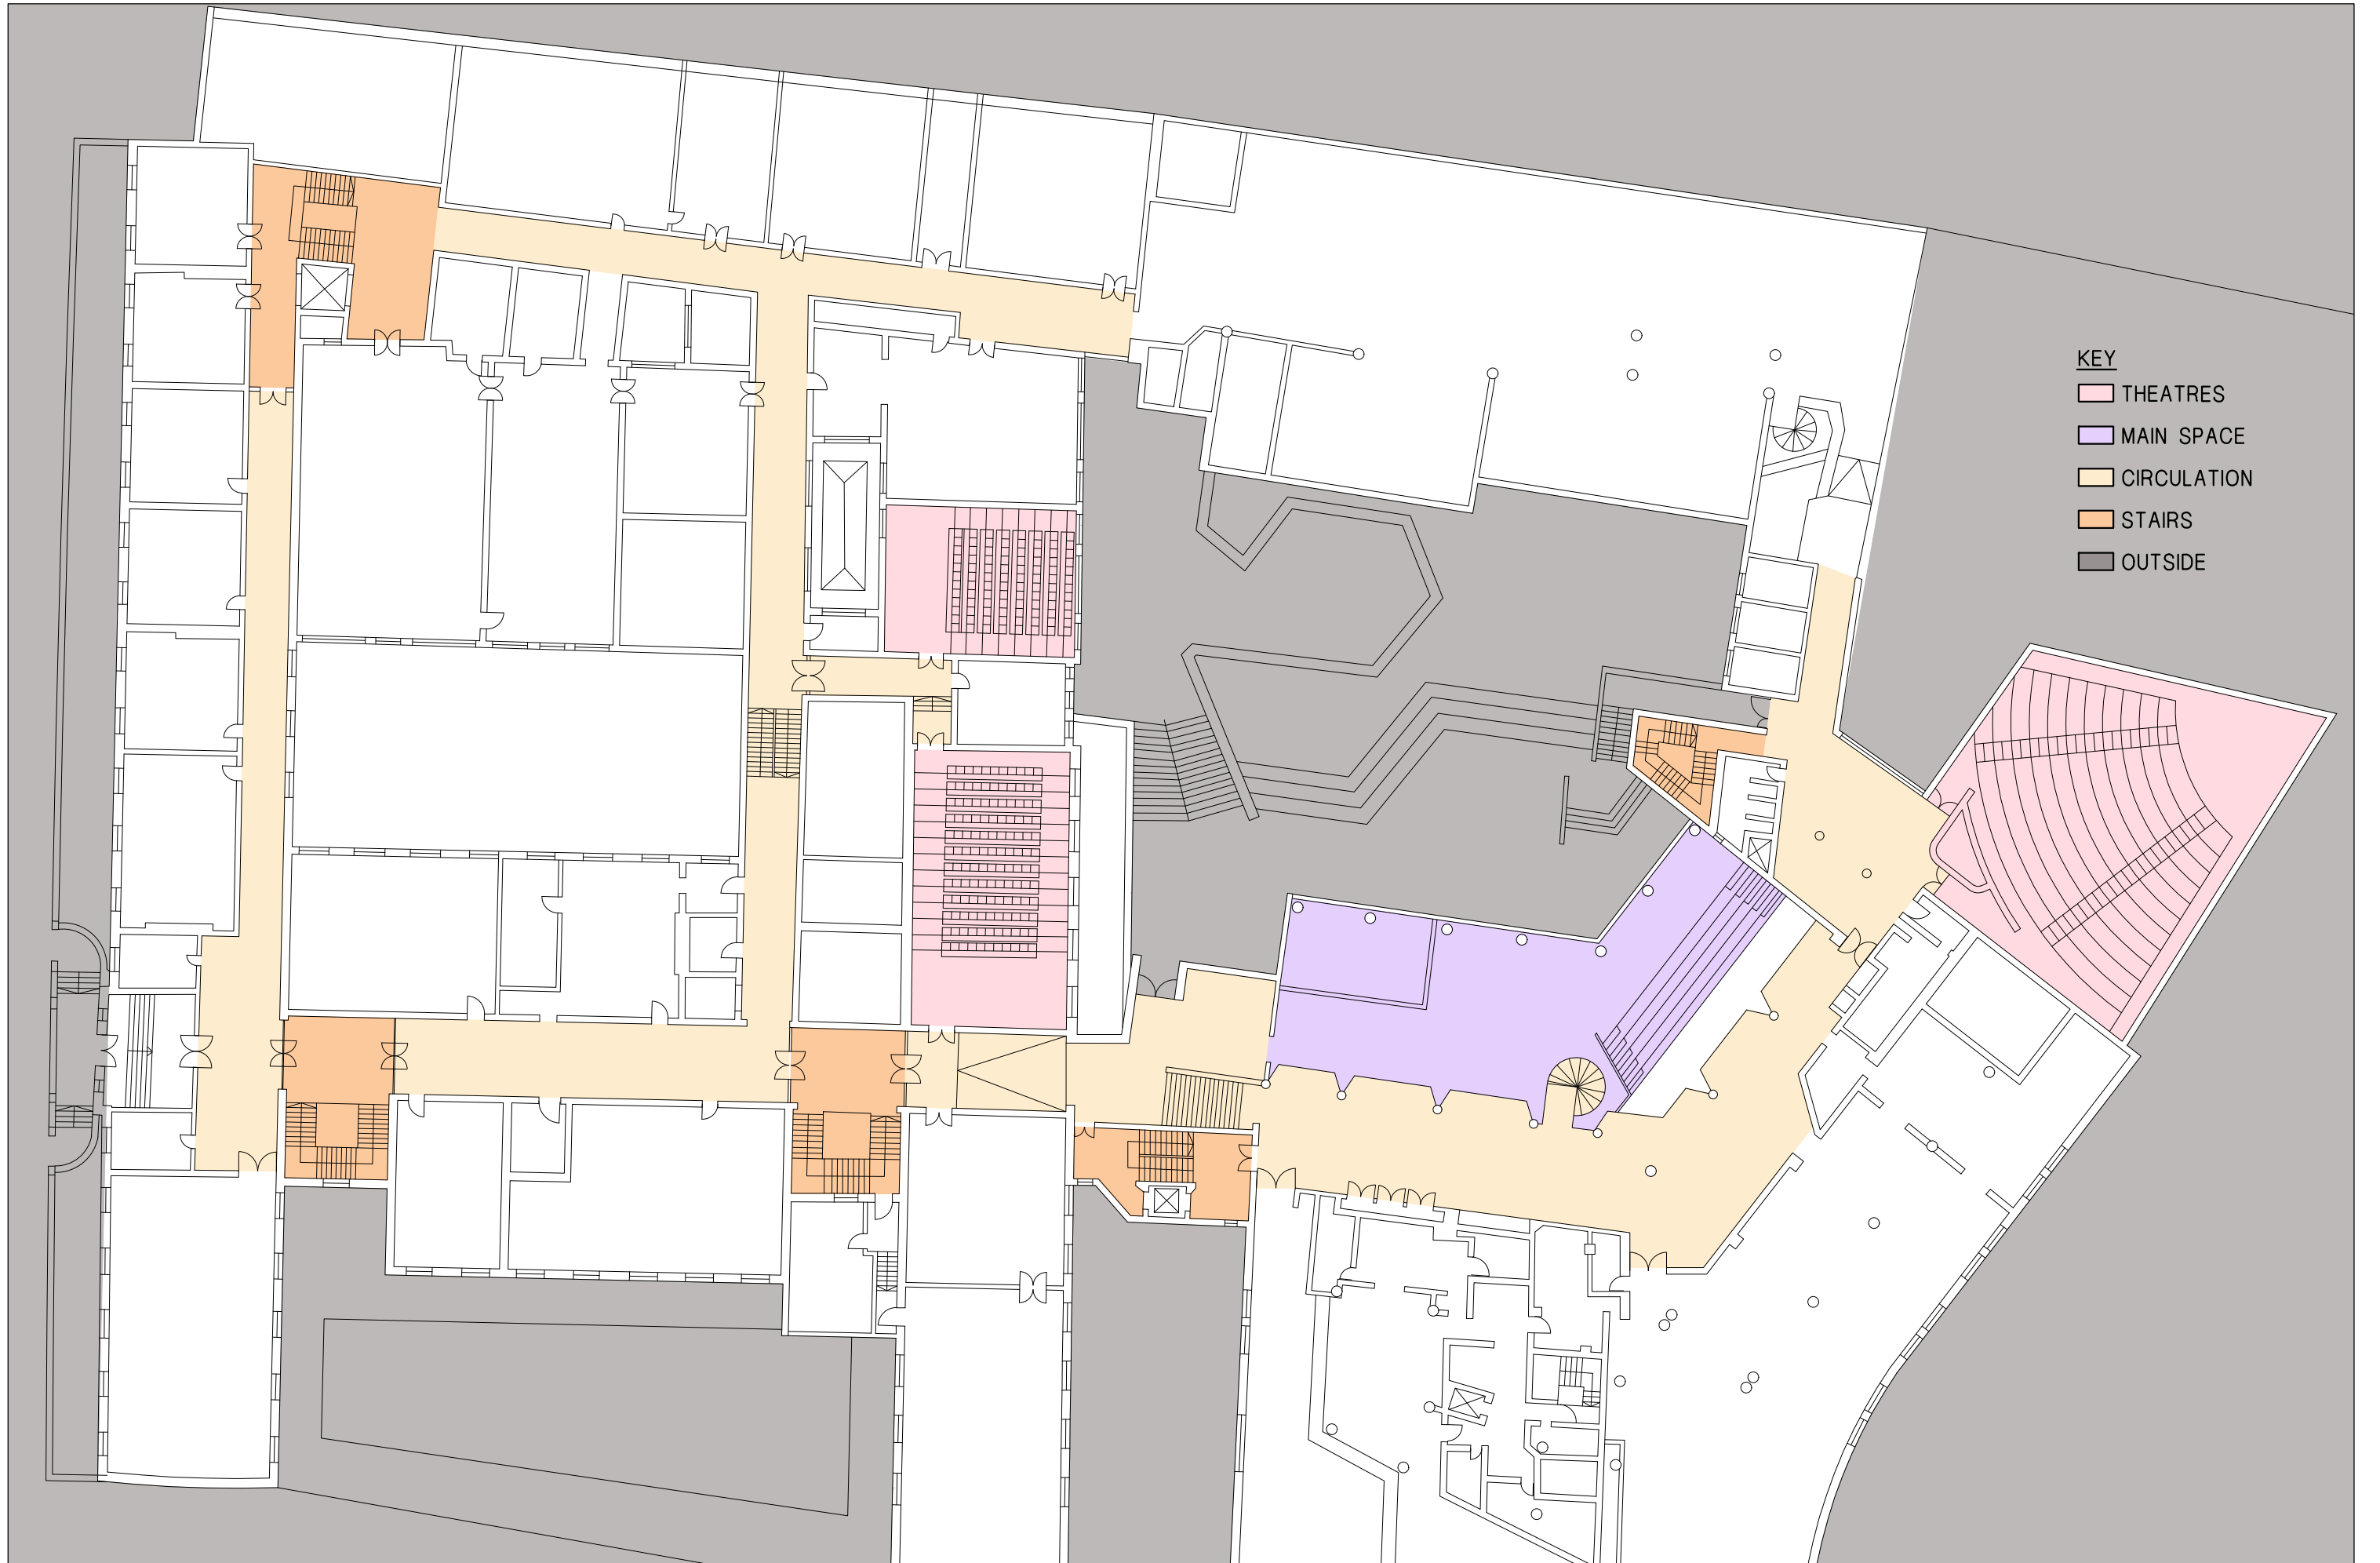 KEY
THEATRES
MAIN SPACE
CIRCULATION
STAIRS
OUTSIDE